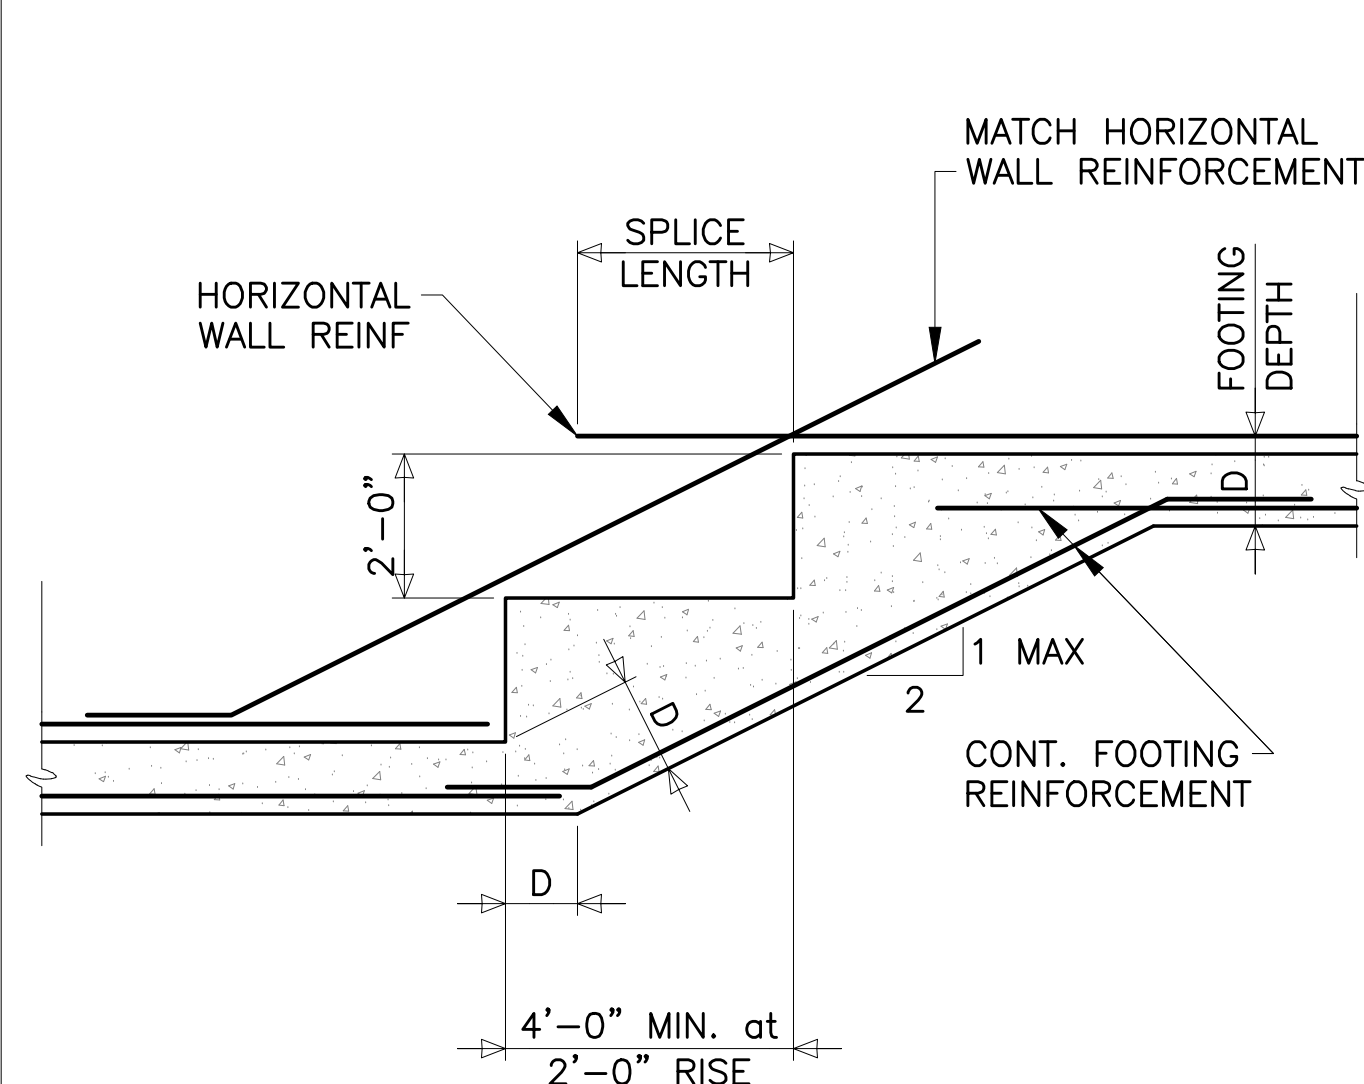 MATCH HORIZONTAL
WALL REINFORCEMENT
SPLICE
LENGTH
HORIZONTAL
WALL REINF
FOOTING
DEPTH
2'-0"
D
1 MAX
2
D
CONT. FOOTING
REINFORCEMENT
D
4'-0" MIN. at
2'-0" RISE